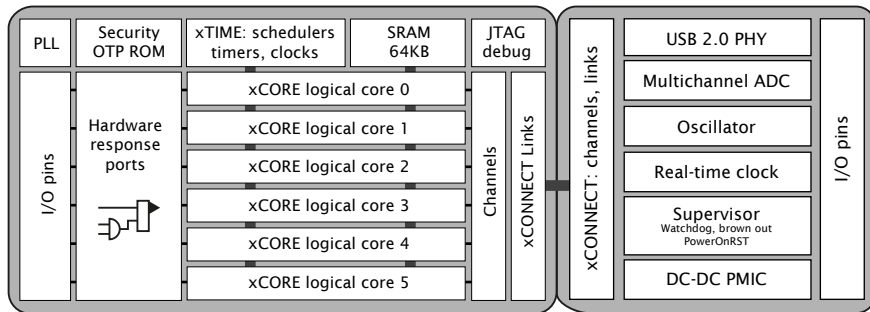 PLL
Security
OTP ROM
xTIME: schedulers
timers, clocks
SRAM
64KB
JTAG
debug
I/O pins
Hardware
response
ports
xCORE logical core 0
xCORE logical core 1
xCORE logical core 2
xCORE logical core 3
xCORE logical core 4
xCORE logical core 5
Channels
xCONNECT Links
xCONNECT: channels, links
USB 2.0 PHY
Multichannel ADC
Oscillator
Real-time clock
Supervisor
Watchdog, brown out
PowerOnRST
DC-DC PMIC
I/O pins